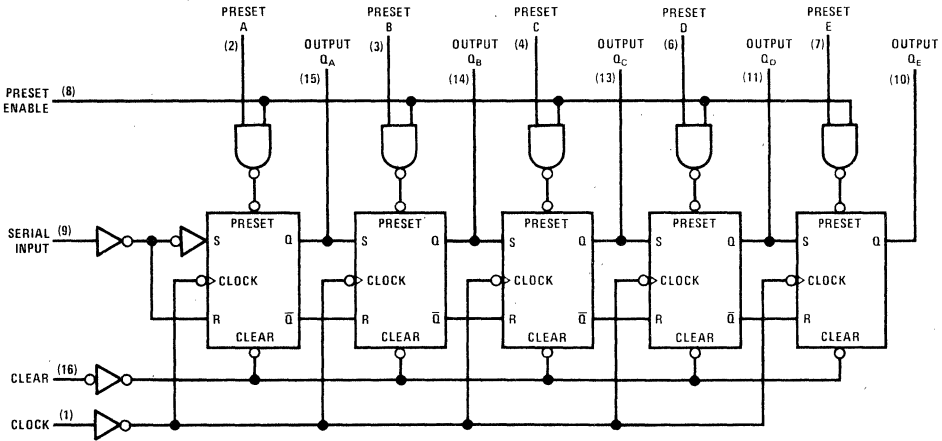 PRESET
A
(2)
OUTPUT
QA
(15)
PRESET
B
(3)
OUTPUT
QB
(14)
PRESET
C
(4)
OUTPUT
QC
(13)
PRESET
D
(6)
OUTPUT
QD
(11)
PRESET
E
(7)
OUTPUT
QE
(10)
PRESET
ENABLE
(8)
PRESET
PRESET
PRESET
PRESET
PRESET
SERIAL
INPUT
(9)
S
Q
S
Q
S
Q
S
Q
S
Q
CLOCK
CLOCK
CLOCK
CLOCK
CLOCK
R
Q̅
R
Q̅
R
Q̅
R
Q̅
R
CLEAR
CLEAR
CLEAR
CLEAR
CLEAR
CLEAR (16)
CLOCK (1)